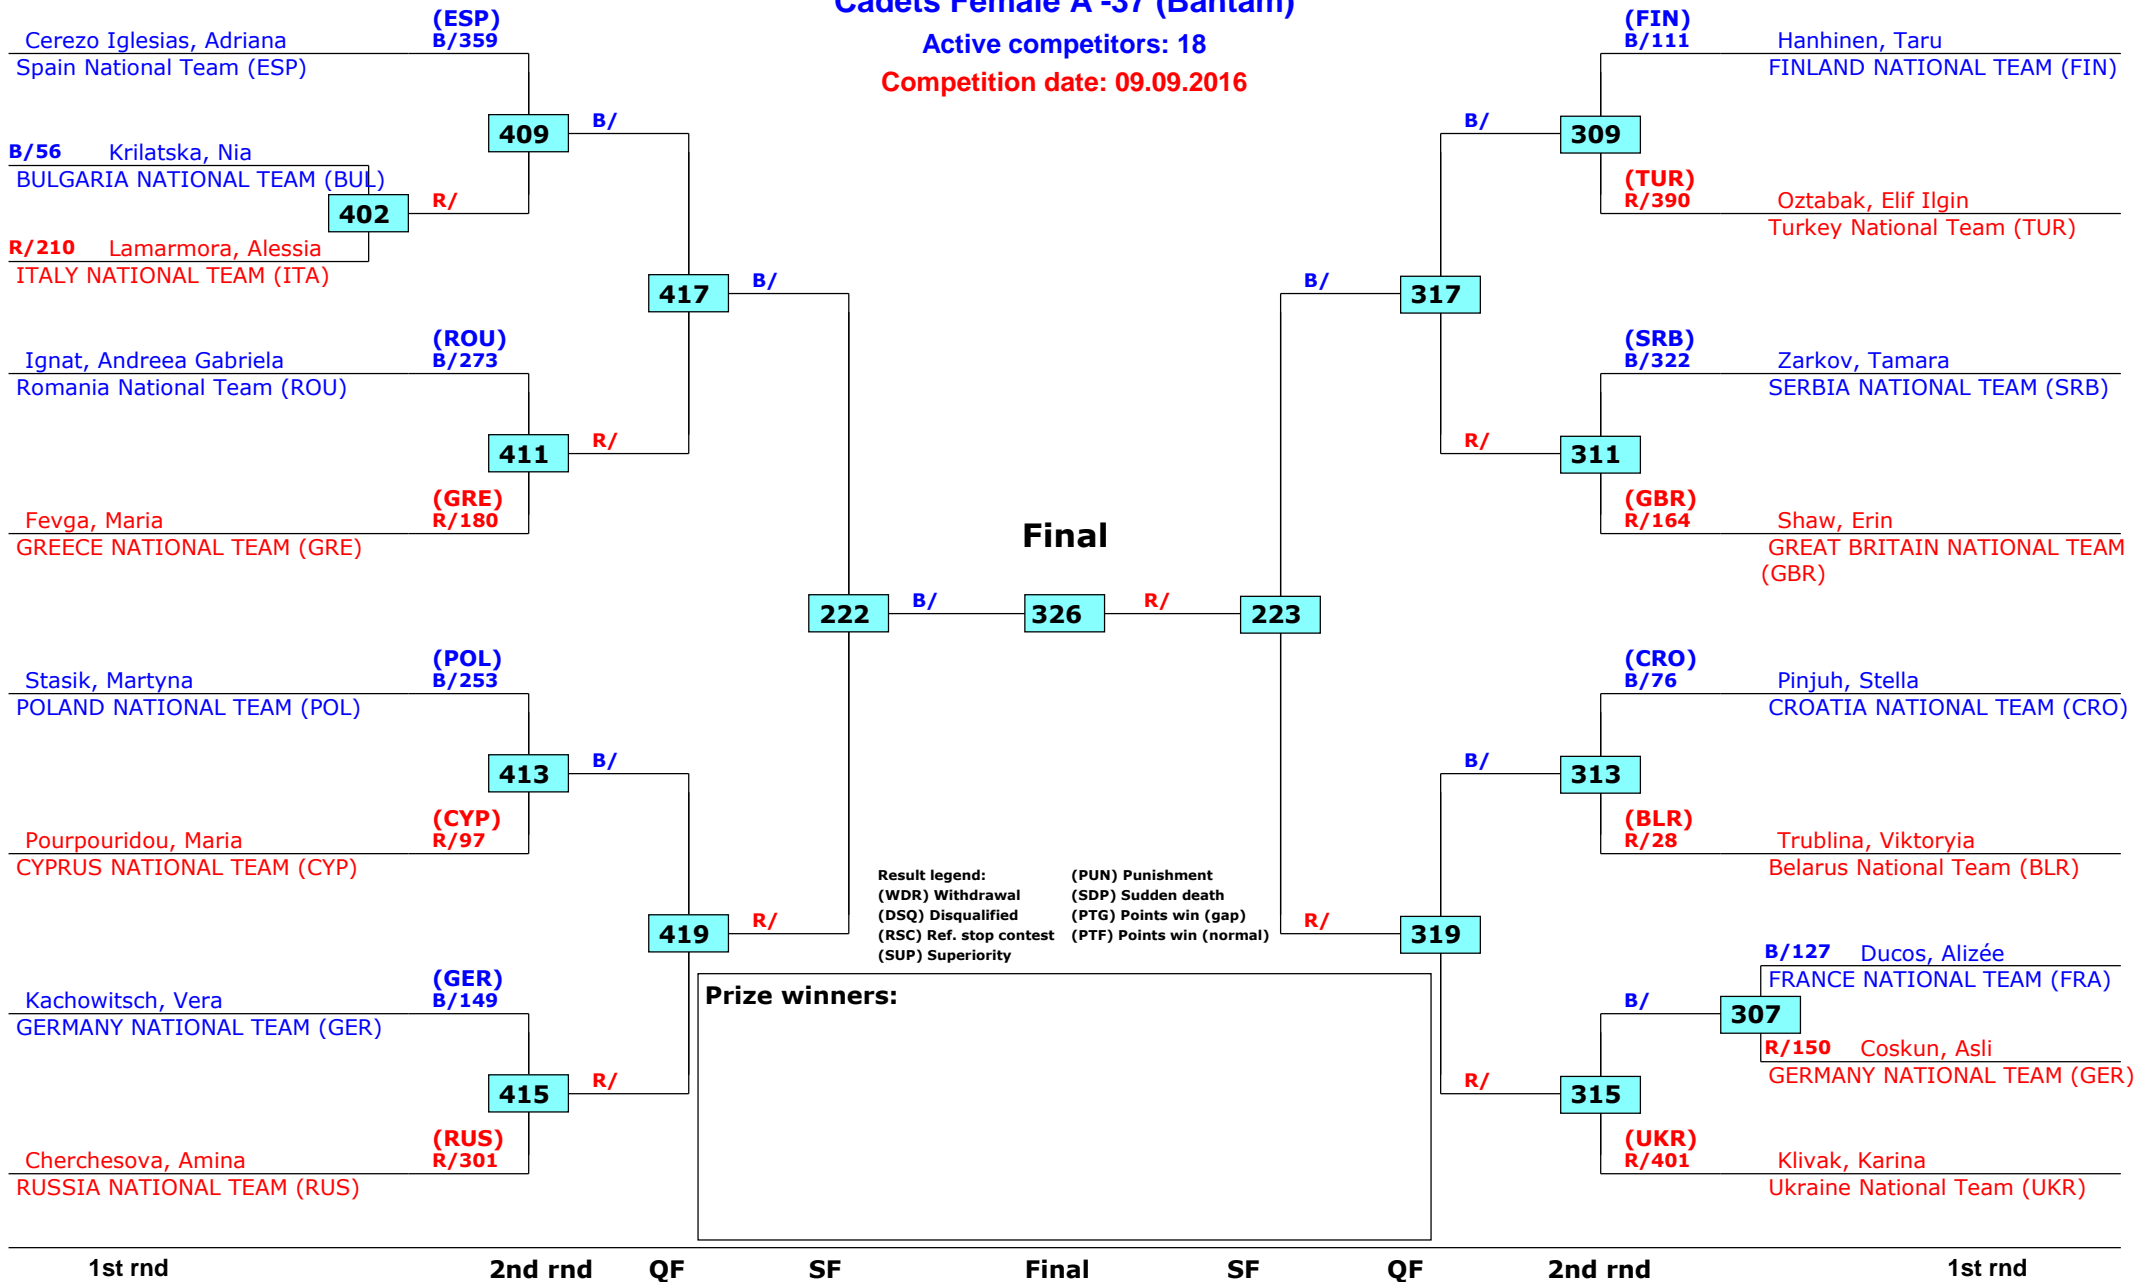 Cadets Female A -37 (Bantam)
Active competitors: 18
Competition date: 09.09.2016
(ESP)
Cerezo Iglesias, Adriana B/359
Spain National Team (ESP)
409 B/
B/56 Krilatska, Nia
BULGARIA NATIONAL TEAM (BUL)
402 R/
R/210 Lamarmora, Alessia
ITALY NATIONAL TEAM (ITA)
417 B/
(ROU)
Ignat, Andreea Gabriela B/273
Romania National Team (ROU)
411 R/
(GRE)
Fevga, Maria R/180
GREECE NATIONAL TEAM (GRE)
222 B/
(POL)
Stasik, Martyna B/253
POLAND NATIONAL TEAM (POL)
413 B/
(CYP)
Pourpouridou, Maria R/97
CYPRUS NATIONAL TEAM (CYP)
419 R/
(GER)
Kachowitsch, Vera B/149
GERMANY NATIONAL TEAM (GER)
415 R/
(RUS)
Cherchesova, Amina R/301
RUSSIA NATIONAL TEAM (RUS)
Final
326
R/ 223
(FIN)
B/111 Hanhinen, Taru
FINLAND NATIONAL TEAM (FIN)
B/ 309
(TUR)
R/390 Oztabak, Elif Ilgin
Turkey National Team (TUR)
B/ 317
(SRB)
B/322 Zarkov, Tamara
SERBIA NATIONAL TEAM (SRB)
R/ 311
(GBR)
R/164 Shaw, Erin
GREAT BRITAIN NATIONAL TEAM
(GBR)
(CRO)
B/76 Pinjuh, Stella
CROATIA NATIONAL TEAM (CRO)
B/ 313
(BLR)
R/28 Trublina, Viktoryia
Belarus National Team (BLR)
R/ 319
B/127 Ducos, Alizée
FRANCE NATIONAL TEAM (FRA)
B/ 307
R/150 Coskun, Asli
GERMANY NATIONAL TEAM (GER)
R/ 315
(UKR)
R/401 Klivak, Karina
Ukraine National Team (UKR)
Result legend: (PUN) Punishment
(WDR) Withdrawal (SDP) Sudden death
(DSQ) Disqualified (PTG) Points win (gap)
(RSC) Ref. stop contest (PTF) Points win (normal)
(SUP) Superiority
Prize winners:
1st rnd 2nd rnd QF SF Final SF QF 2nd rnd 1st rnd